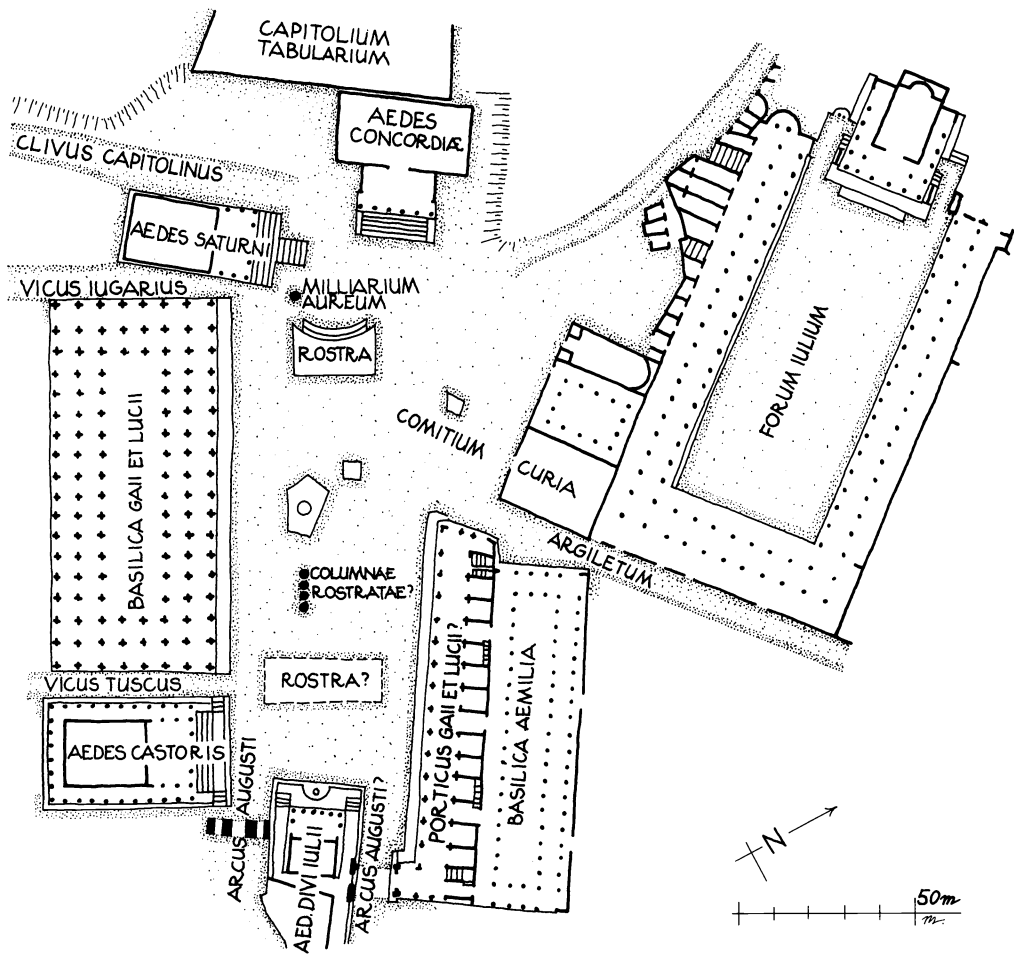 CAPITOLIUM
TABULARIUM
AEDES
CONCORDIÆ
CLIVUS CAPITOLINUS
AEDES SATURNI
VICUS IUGARIUS
MILLIARIUM
AUREUM
ROSTRA
COMITIUM
FORUM IULIUM
CURIA
ARGILETUM
BASILICA GAII ET LUCII
COLUMNAE
ROSTRATAE?
ROSTRA?
PORTICUS GAII ET LUCII?
BASILICA AEMILIA
VICUS TUSCUS
AEDES CASTORIS
ARCUS AUGUSTI
AED. DIVI IULII
ARCUS AUGUSTI?
N
50m
m.